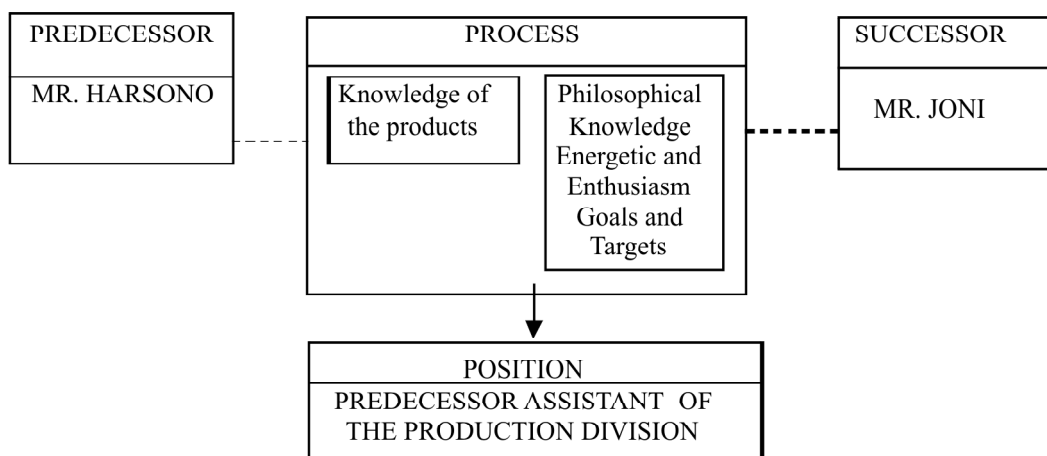 PREDECESSOR
MR. HARSONO
PROCESS
Knowledge of
the products
Philosophical
Knowledge
Energetic and
Enthusiasm
Goals and
Targets
SUCCESSOR
MR. JONI
POSITION
PREDECESSOR ASSISTANT OF
THE PRODUCTION DIVISION